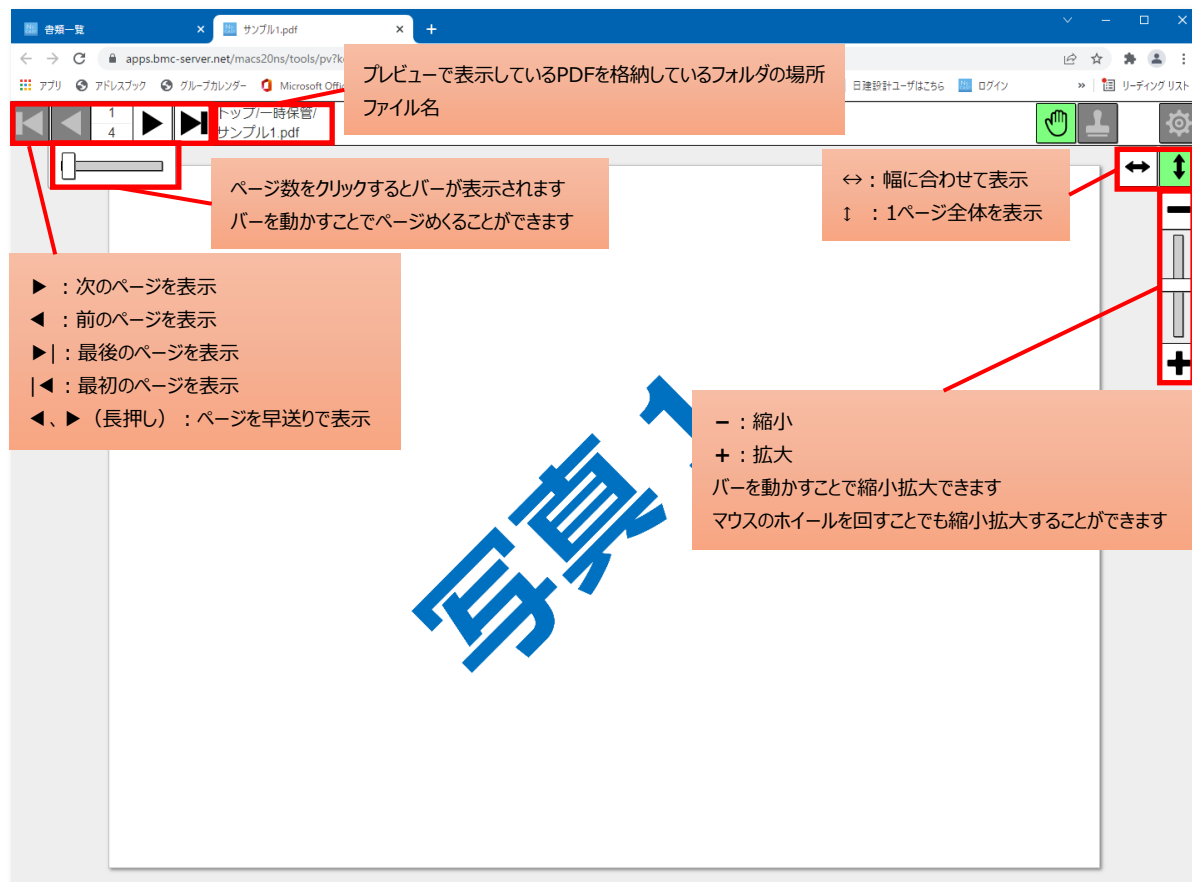 書類一覧
サンプル1.pdf
apps.bmc-server.net/macs20ns/tools/pv?k
アプリ アドレスブック グループカレンダー Microsoft Offi 日建設計ユーザはこちら ログイン » リーディング リスト
1
4
トップ/一時保管/
サンプル1.pdf
プレビューで表示しているPDFを格納しているフォルダの場所
ファイル名
ページ数をクリックするとバーが表示されます
バーを動かすことでページめくることができます
↔：幅に合わせて表示
↕：1ページ全体を表示
▶ ：次のページを表示
◀ ：前のページを表示
▶|：最後のページを表示
|◀：最初のページを表示
◀、▶（長押し）：ページを早送りで表示
－：縮小
＋：拡大
バーを動かすことで縮小拡大できます
マウスのホイールを回すことでも縮小拡大することができます
写真1